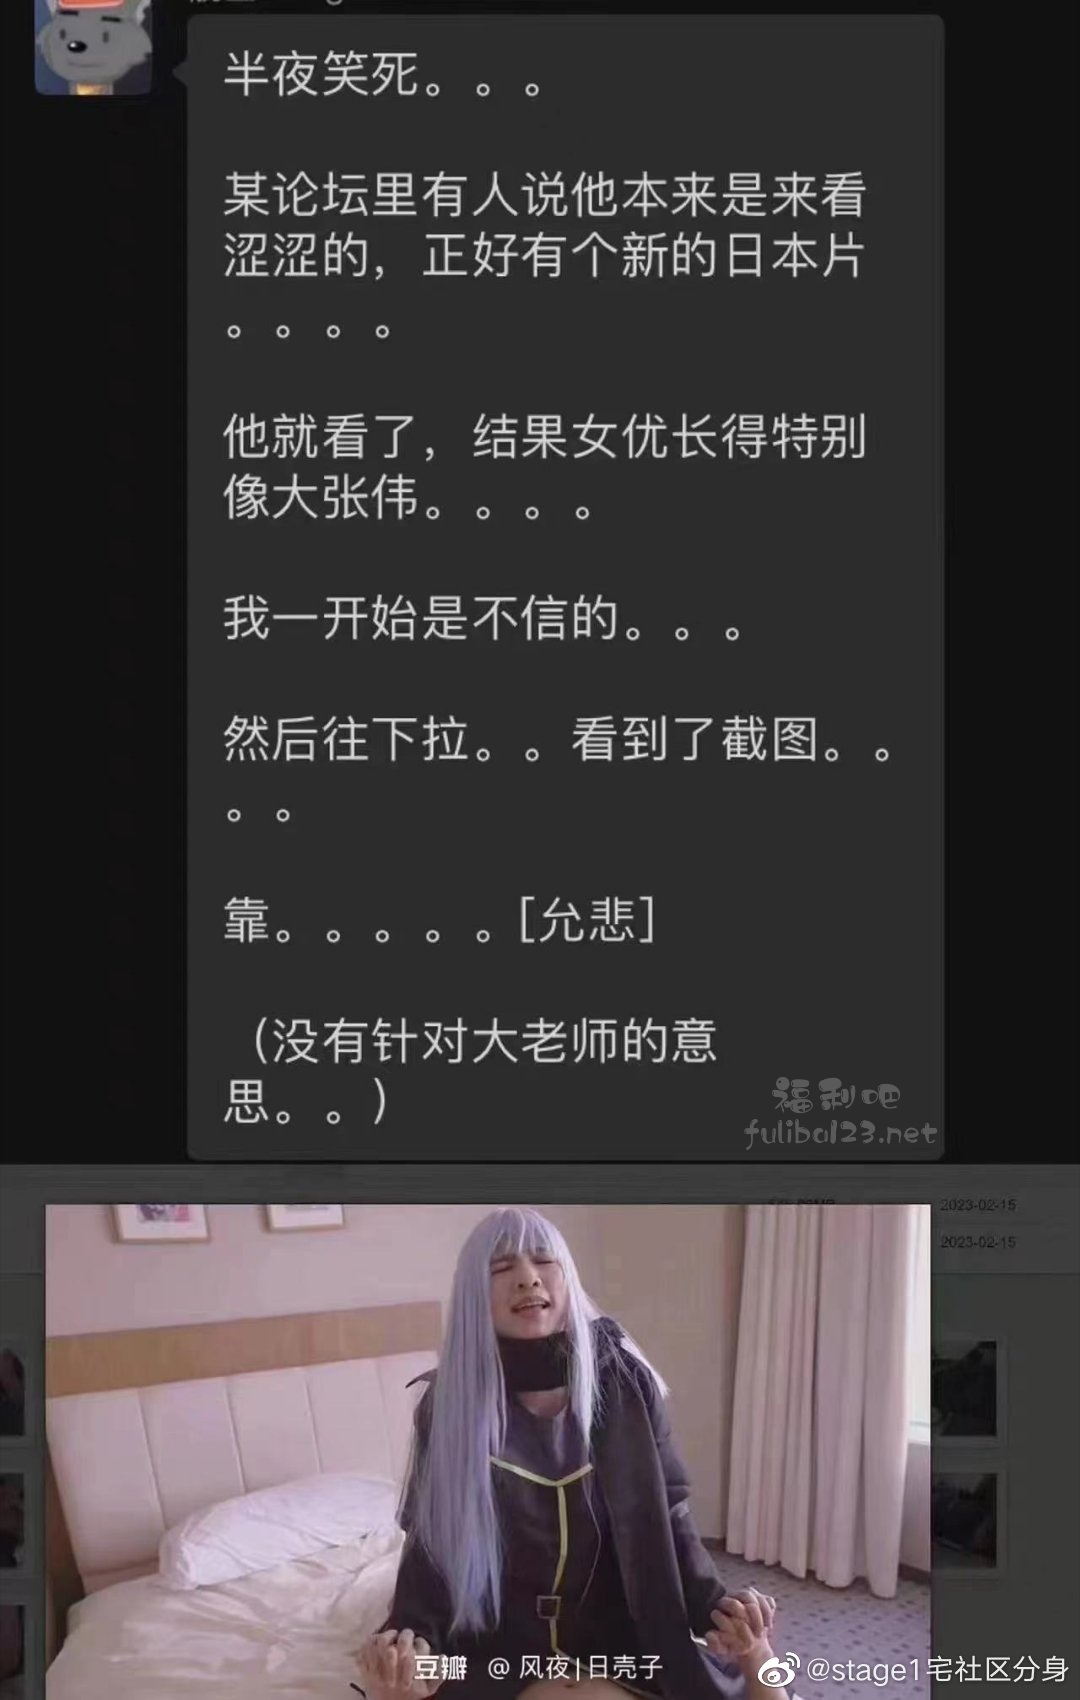 半夜笑死。。。
某论坛里有人说他本来是来看
涩涩的，正好有个新的日本片
。。。。
他就看了，结果女优长得特别
像大张伟。。。。
我一开始是不信的。。。
然后往下拉。。看到了截图。。
。。
靠。。。。。[允悲]
（没有针对大老师的意
思。。）
福利吧
fuliba123.net
2023-02-15
2023-02-15
豆瓣 @风夜|日壳子
@stage1宅社区分身